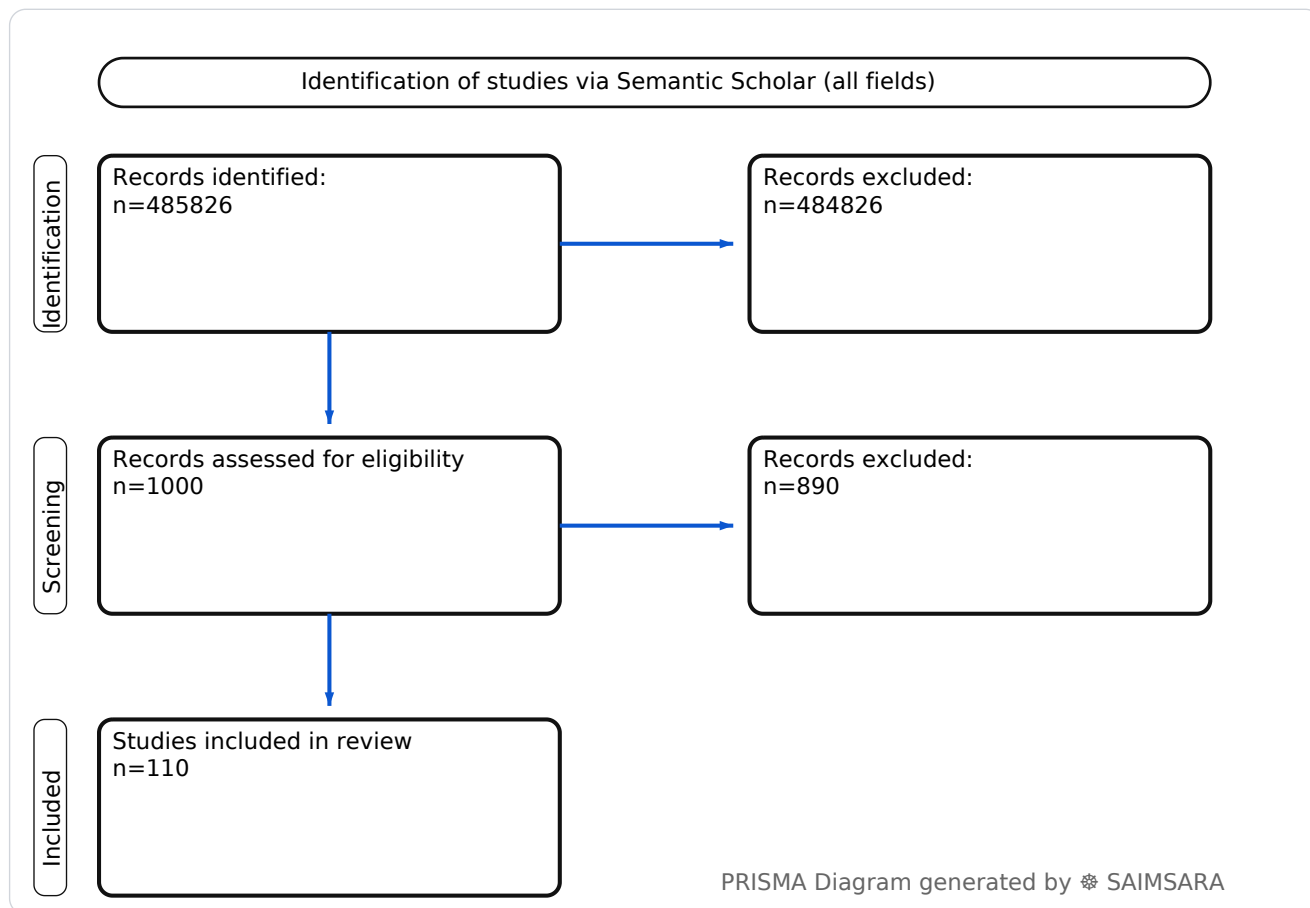 Identification of studies via Semantic Scholar (all fields)
Identification
Records identified:
n=485826
Records excluded:
n=484826
Screening
Records assessed for eligibility
n=1000
Records excluded:
n=890
Included
Studies included in review
n=110
PRISMA Diagram generated by ☸ SAIMSARA